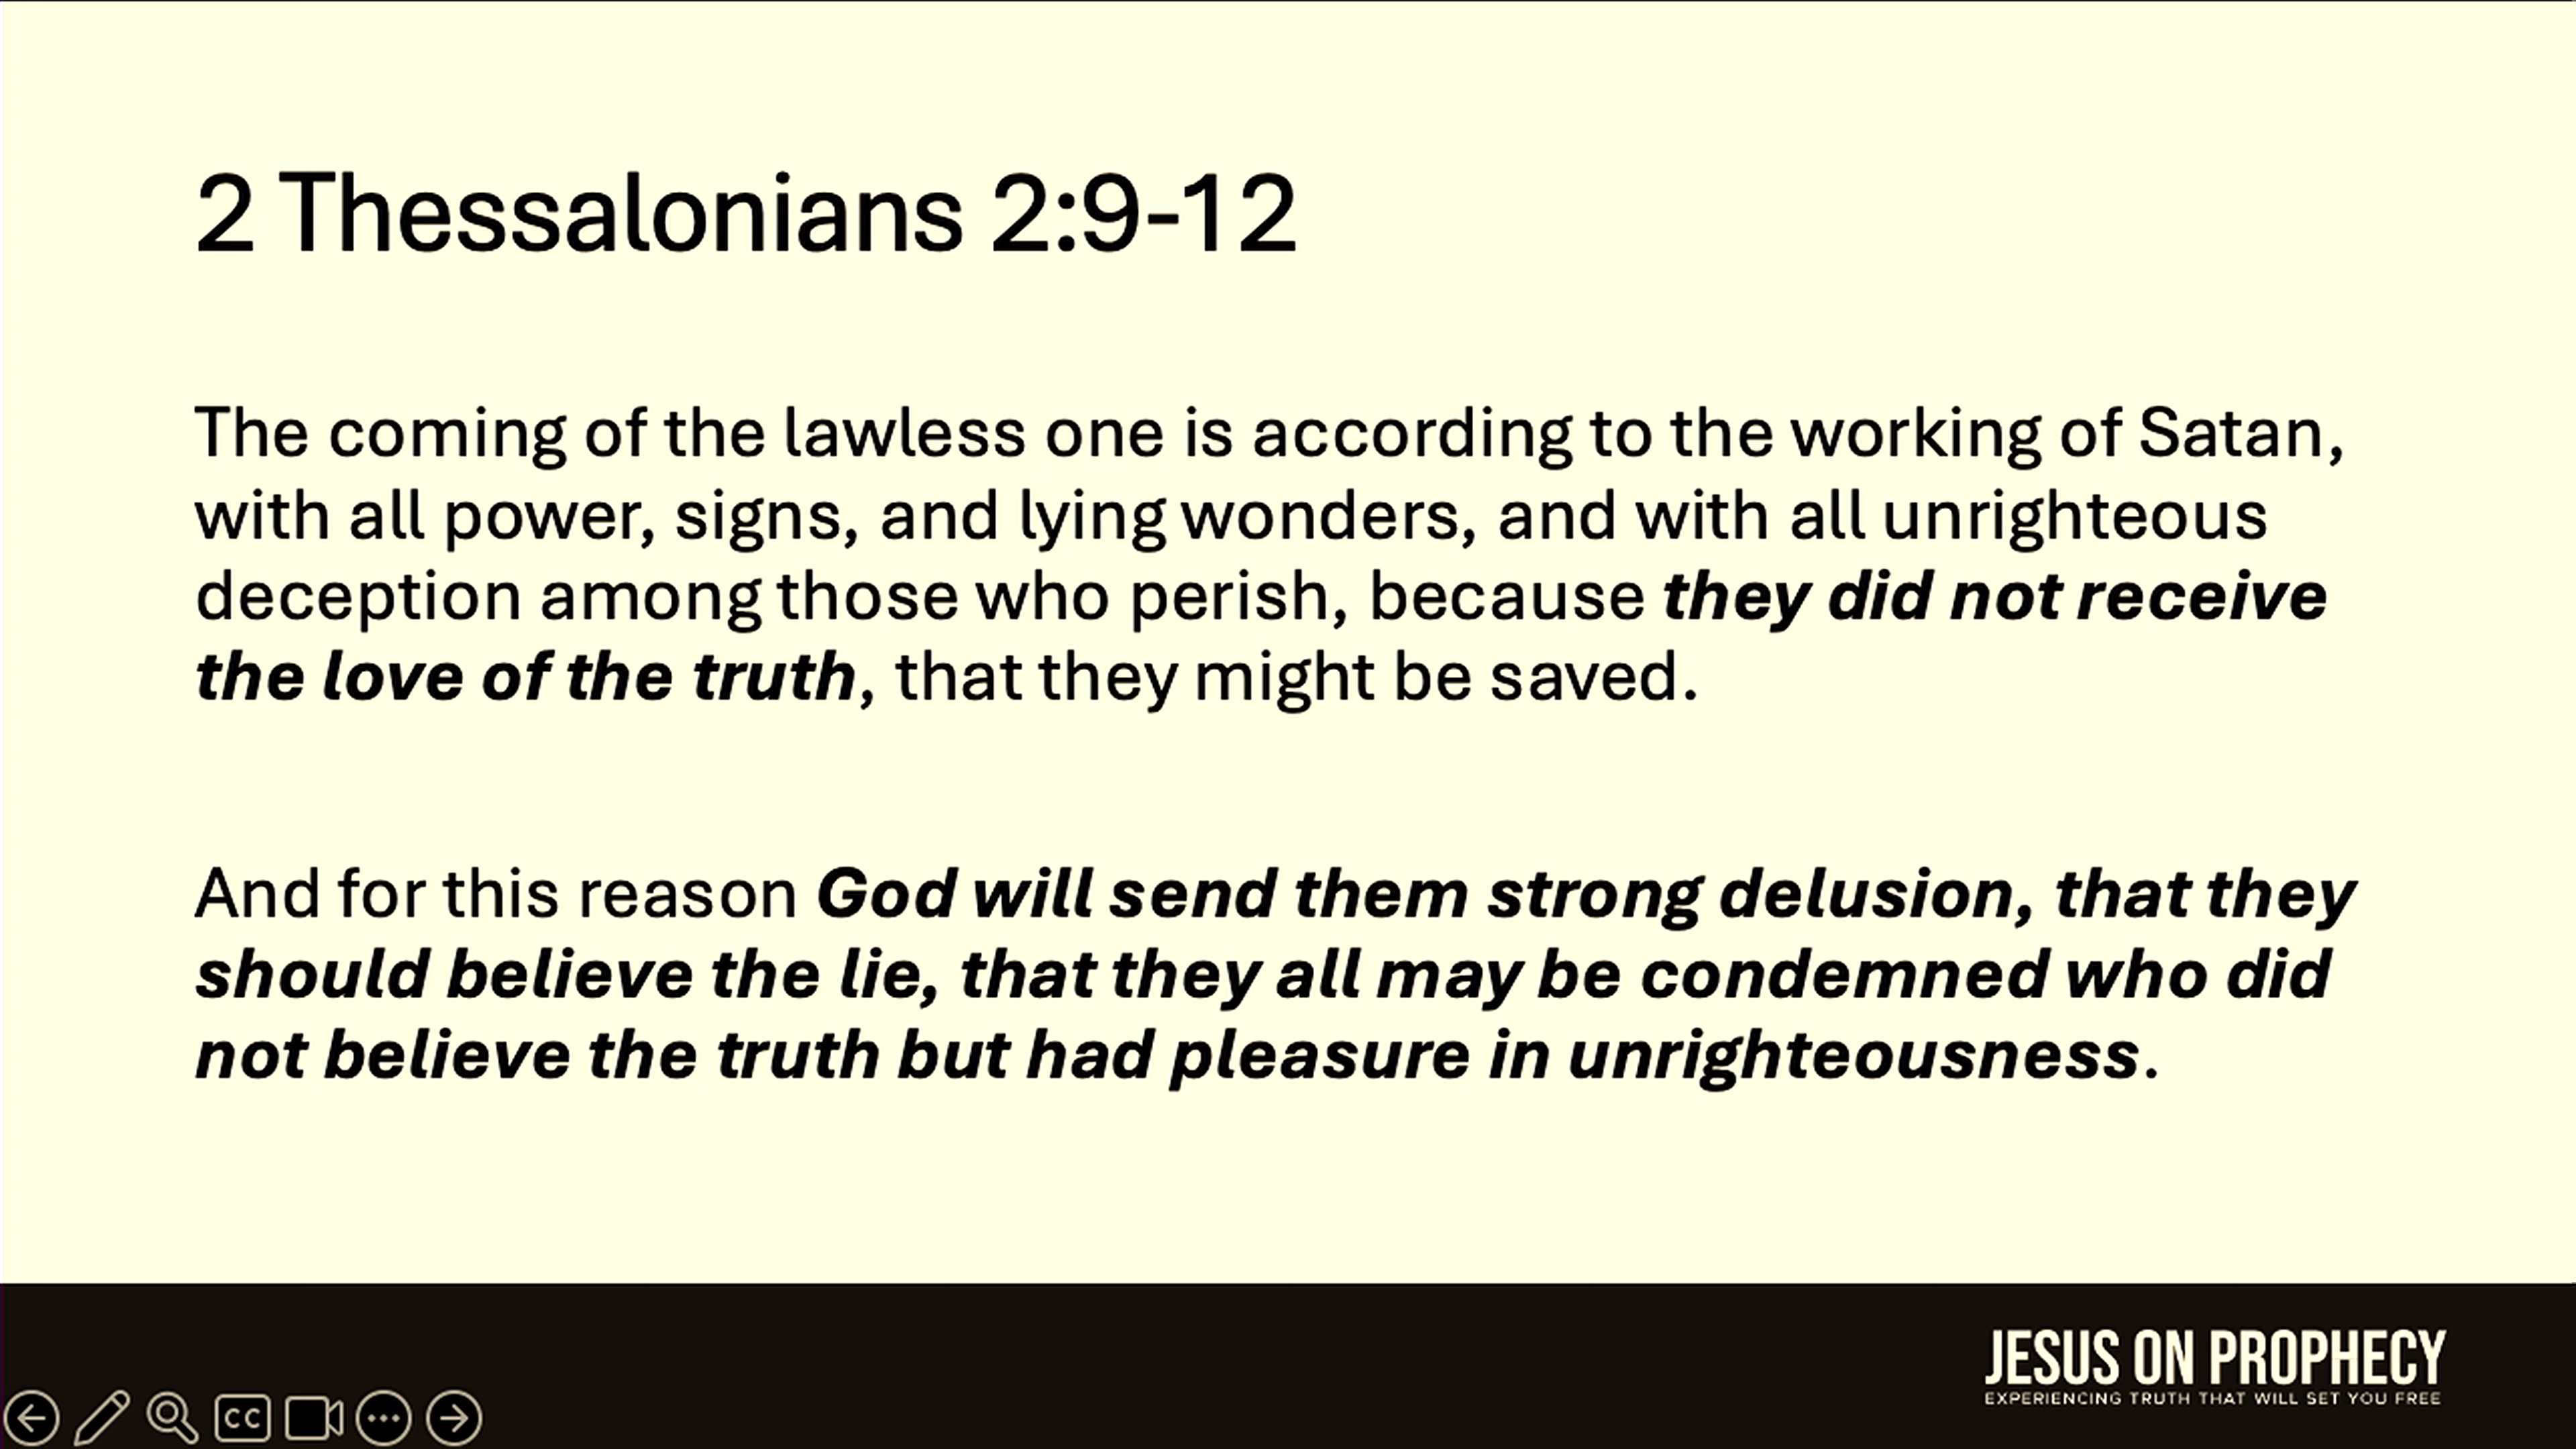 2 Thessalonians 2:9-12
The coming of the lawless one is according to the working of Satan,
with all power, signs, and lying wonders, and with all unrighteous
deception among those who perish, because they did not receive
the love of the truth, that they might be saved.
And for this reason God will send them strong delusion, that they
should believe the lie, that they all may be condemned who did
not believe the truth but had pleasure in unrighteousness.
JESUS ON PROPHECY
EXPERIENCING TRUTH THAT WILL SET YOU FREE
CC